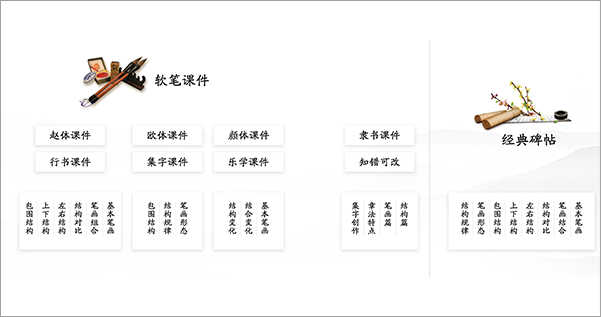 软笔课件
赵体课件
欧体课件
颜体课件
隶书课件
行书课件
集字课件
乐学课件
知错可改
基本笔画
笔画组合
结构对比
左右结构
上下结构
包围结构
笔画形态
结构规律
包围结构
基本笔画
结合变化
结构变化
结构篇
笔画篇
章法特点
集字创作
经典碑帖
基本笔画
笔画结合
结构对比
左右结构
上下结构
包围结构
笔画形态
结构规律